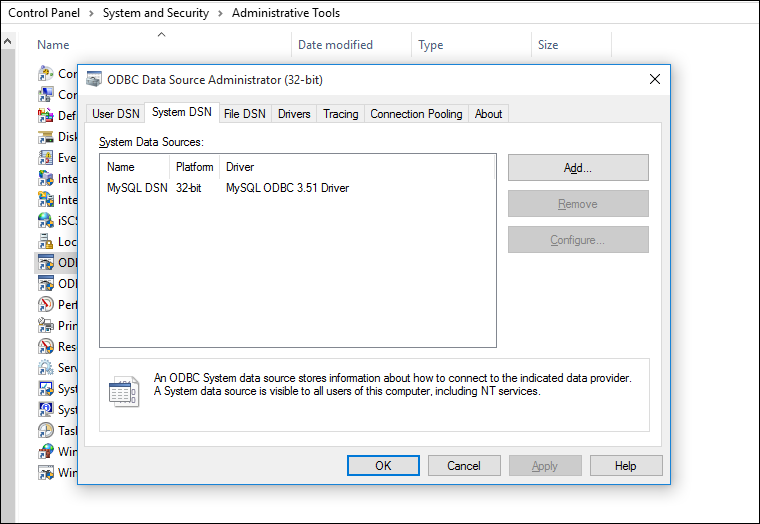 Control Panel > System and Security > Administrative Tools
Name Date modified Type Size
ODBC Data Source Administrator (32-bit)
User DSN System DSN File DSN Drivers Tracing Connection Pooling About
System Data Sources:
Name Platform Driver
MySQL DSN 32-bit MySQL ODBC 3.51 Driver
Add...
Remove
Configure...
An ODBC System data source stores information about how to connect to the indicated data provider.
A System data source is visible to all users of this computer, including NT services.
OK Cancel Apply Help
Con
Def
Disk
Eve
Inte
Inte
iSCS
Loc
ODB
ODB
Perf
Prin
Res
Serv
Syst
Syst
Task
Win
Win